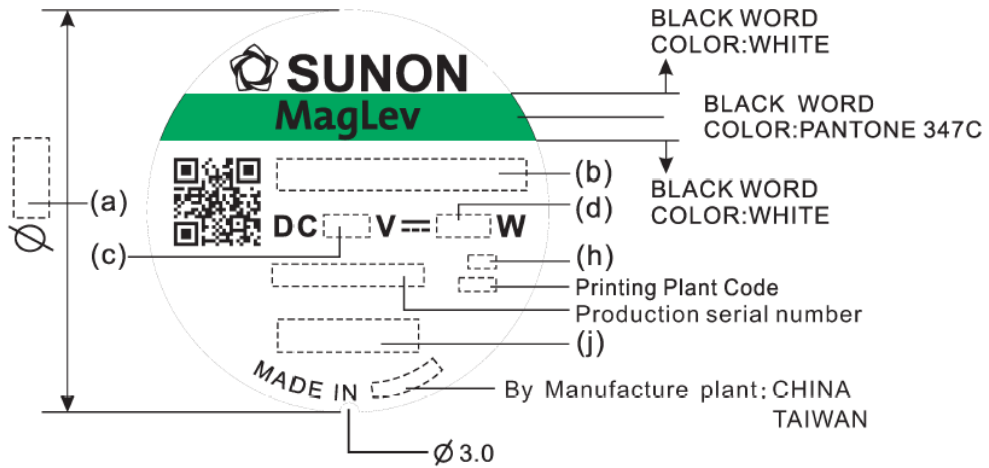 BLACK WORD
COLOR:WHITE
SUNON
MagLev
BLACK WORD
COLOR:PANTONE 347C
BLACK WORD
COLOR:WHITE
(a)
Ø
(b)
(d)
DC V W
(c)
(h)
Printing Plant Code
Production serial number
(j)
MADE IN
By Manufacture plant: CHINA
TAIWAN
Ø 3.0